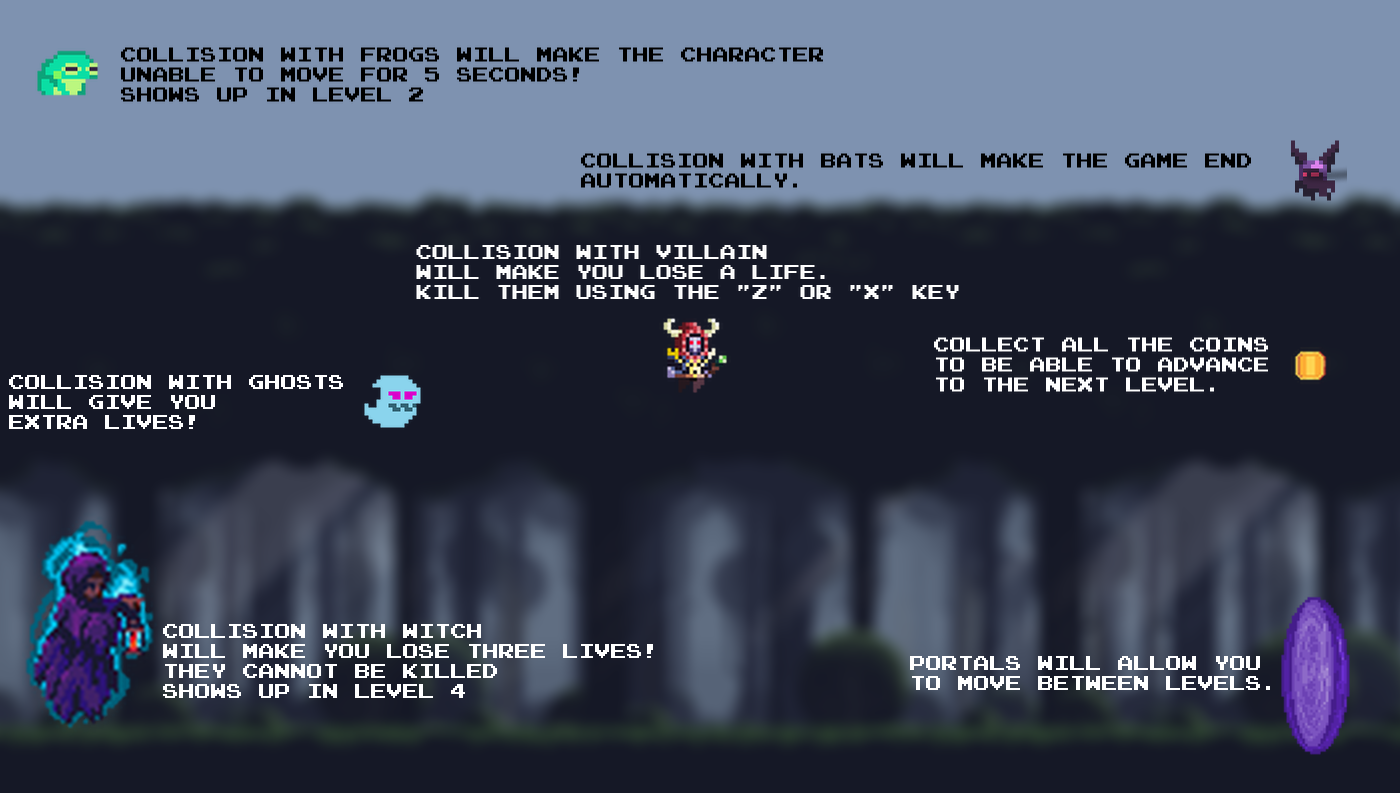 COLLISION WITH FROGS WILL MAKE THE CHARACTER
UNABLE TO MOVE FOR 5 SECONDS!
SHOWS UP IN LEVEL 2
COLLISION WITH BATS WILL MAKE THE GAME END
AUTOMATICALLY.
COLLISION WITH VILLAIN
WILL MAKE YOU LOSE A LIFE.
KILL THEM USING THE "Z" OR "X" KEY
COLLECT ALL THE COINS
TO BE ABLE TO ADVANCE
TO THE NEXT LEVEL.
COLLISION WITH GHOSTS
WILL GIVE YOU
EXTRA LIVES!
COLLISION WITH WITCH
WILL MAKE YOU LOSE THREE LIVES!
THEY CANNOT BE KILLED
SHOWS UP IN LEVEL 4
PORTALS WILL ALLOW YOU
TO MOVE BETWEEN LEVELS.